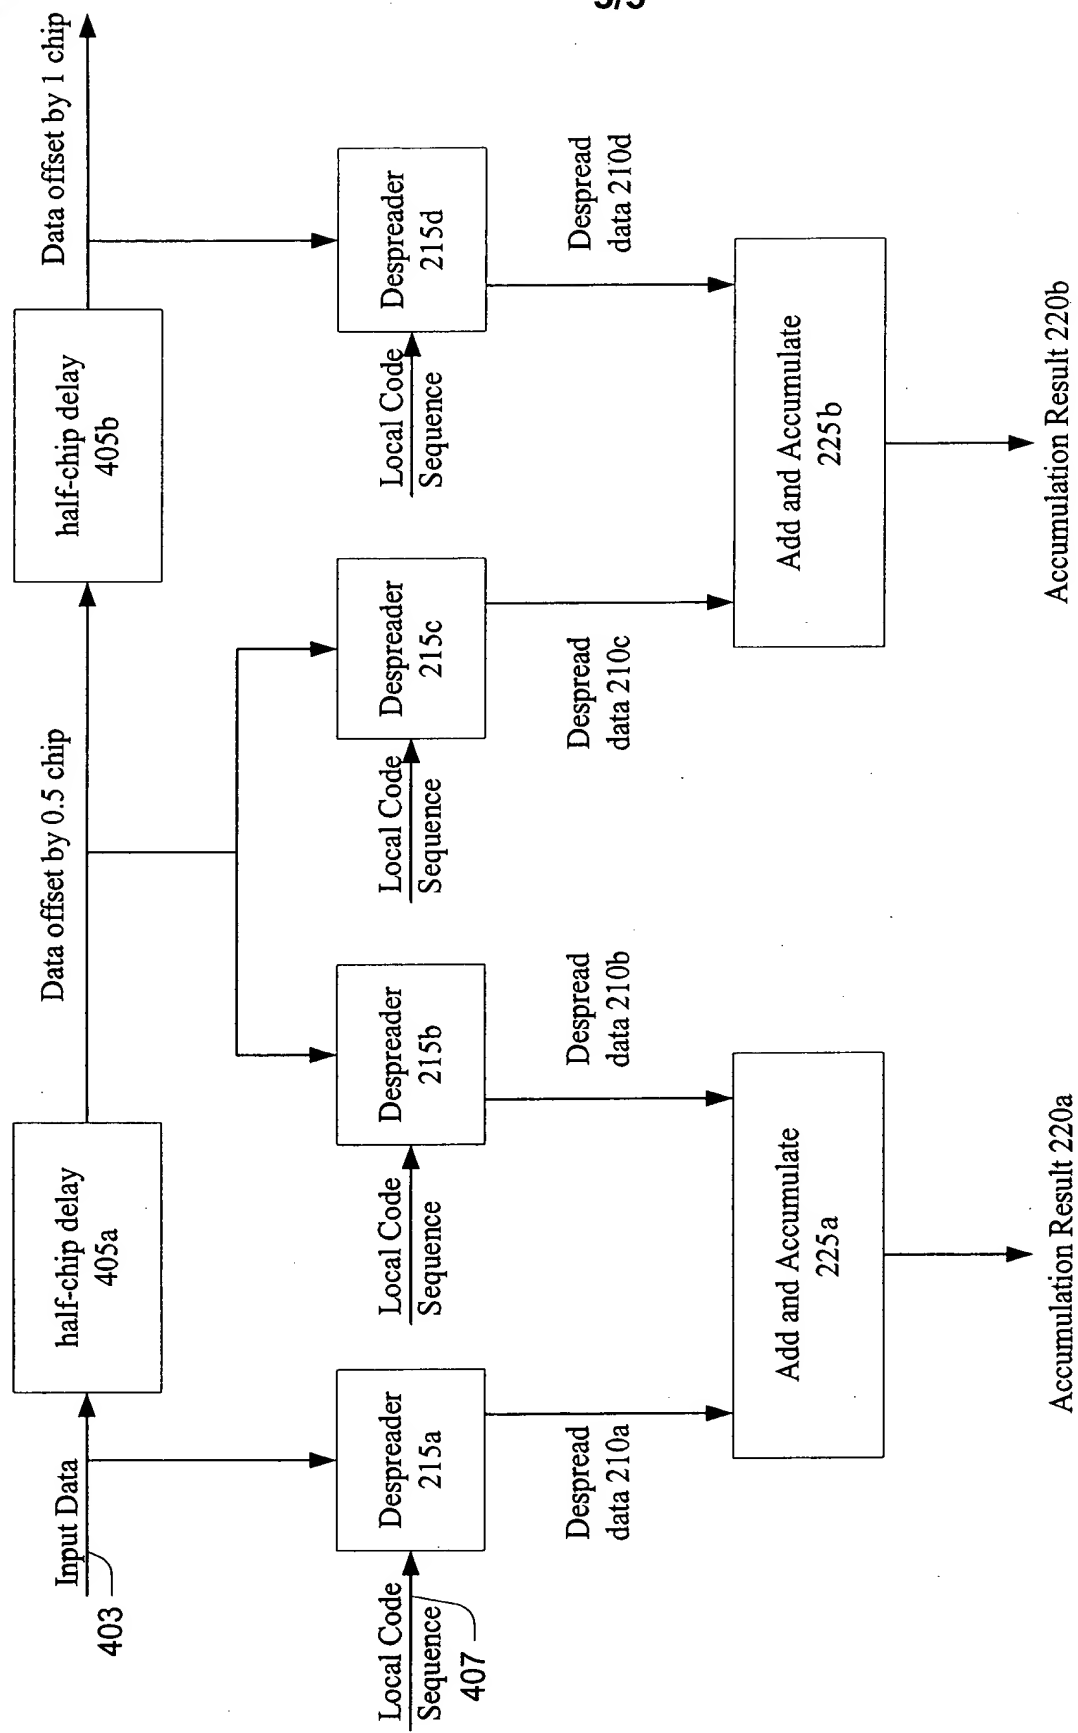 Input Data
403
half-chip delay
405a
Data offset by 0.5 chip
half-chip delay
405b
Data offset by 1 chip
Local Code
Sequence
407
Despreader
215a
Local Code
Sequence
Despreader
215b
Local Code
Sequence
Despreader
215c
Local Code
Sequence
Despreader
215d
Despread
data 210a
Despread
data 210b
Despread
data 210c
Despread
data 210d
Add and Accumulate
225a
Add and Accumulate
225b
Accumulation Result 220a
Accumulation Result 220b